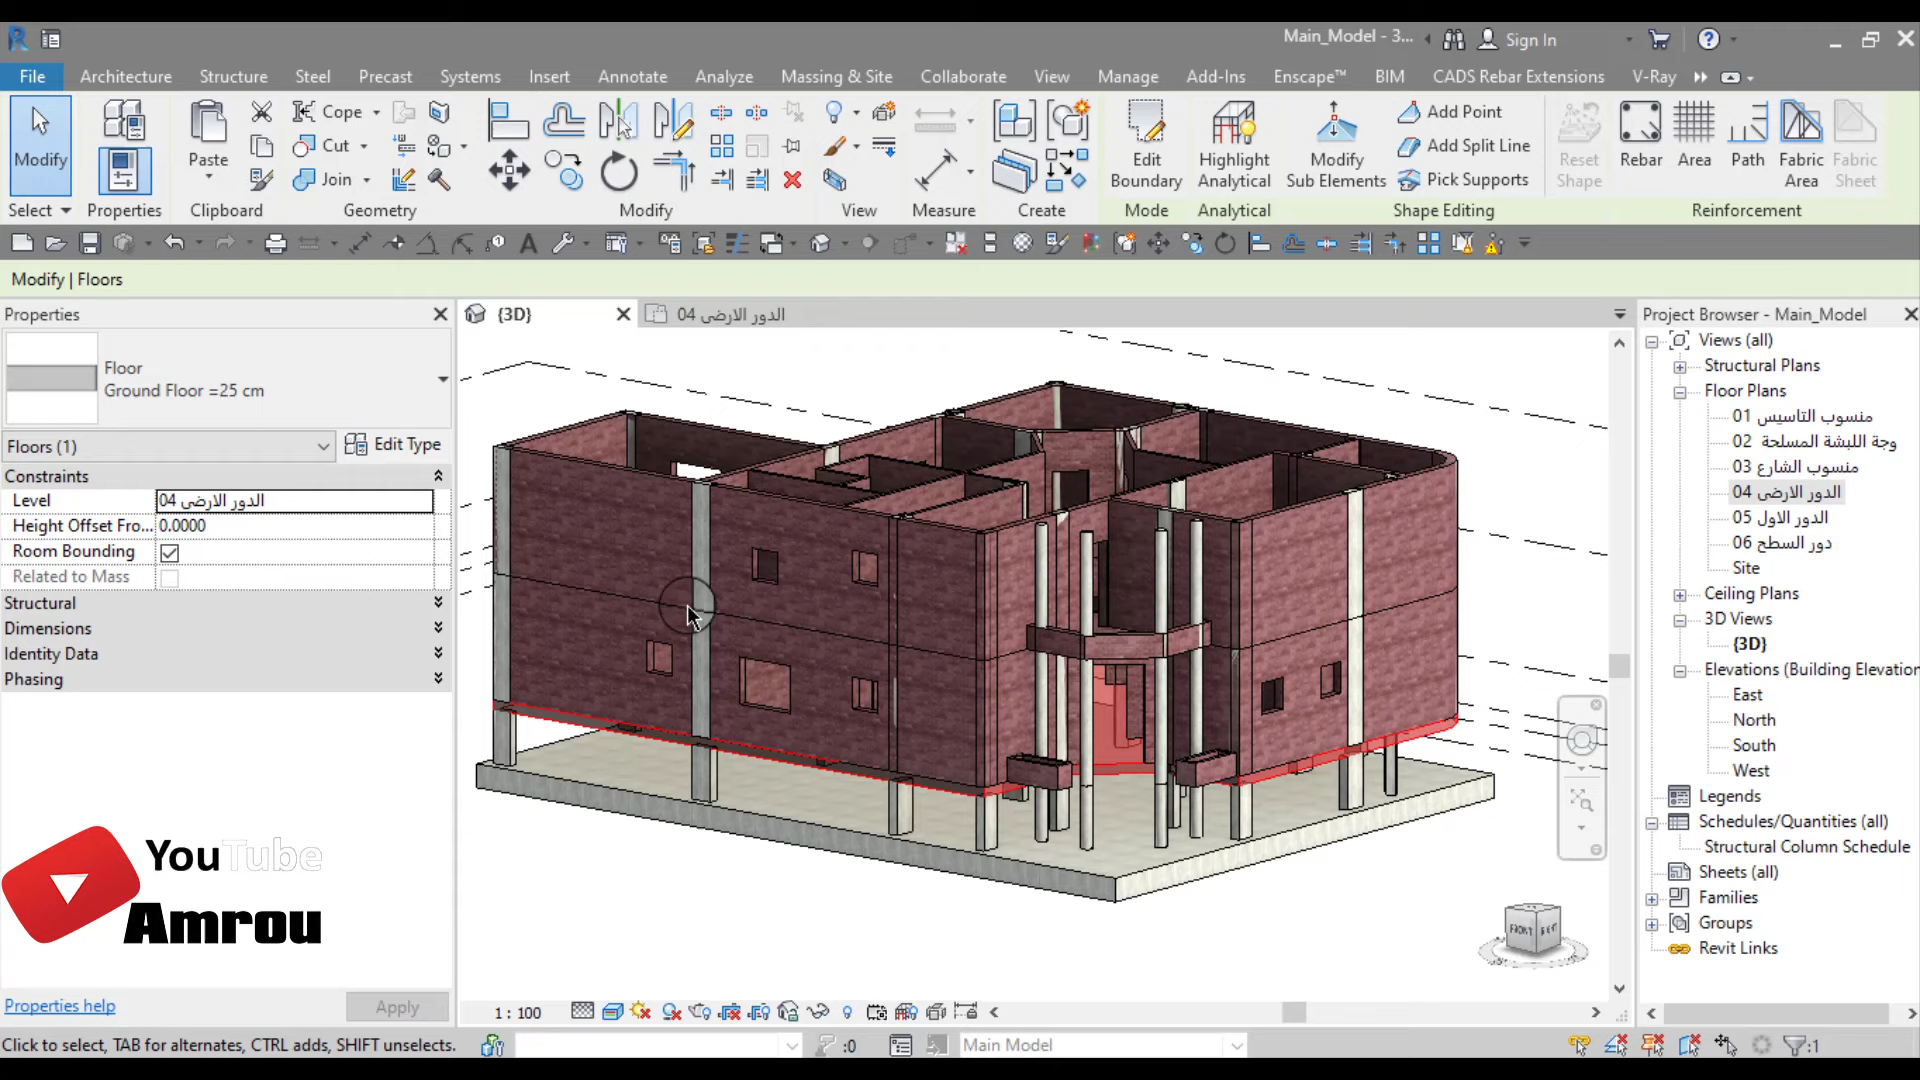 Main_Model - 3...
Sign In
File Architecture Structure Steel Precast Systems Insert Annotate Analyze Massing & Site Collaborate View Manage Add-Ins Enscape™ BIM CADS Rebar Extensions V-Ray
Modify
Paste
Cope
Cut
Join
Edit Boundary
Highlight Analytical
Modify Sub Elements
Add Point
Add Split Line
Pick Supports
Reset Shape
Rebar
Area
Path
Fabric Area
Fabric Sheet
Select Properties Clipboard Geometry Modify View Measure Create Mode Analytical Shape Editing Reinforcement
Modify | Floors
Properties
Floor
Ground Floor =25 cm
Floors (1)
Edit Type
Constraints
Level
04 الدور الارضى
Height Offset Fro... 0.0000
Room Bounding
Related to Mass
Structural
Dimensions
Identity Data
Phasing
YouTube
Amrou
Properties help
Apply
{3D}
04 الدور الارضى
FRONT
1 : 100
Project Browser - Main_Model
Views (all)
Structural Plans
Floor Plans
01 منسوب التاسيس
02 وجة اللبشة المسلحة
03 منسوب الشارع
04 الدور الارضى
05 الدور الاول
06 دور السطح
Site
Ceiling Plans
3D Views
{3D}
Elevations (Building Elevation
East
North
South
West
Legends
Schedules/Quantities (all)
Structural Column Schedule
Sheets (all)
Families
Groups
Revit Links
Click to select, TAB for alternates, CTRL adds, SHIFT unselects.
:0
Main Model
:1